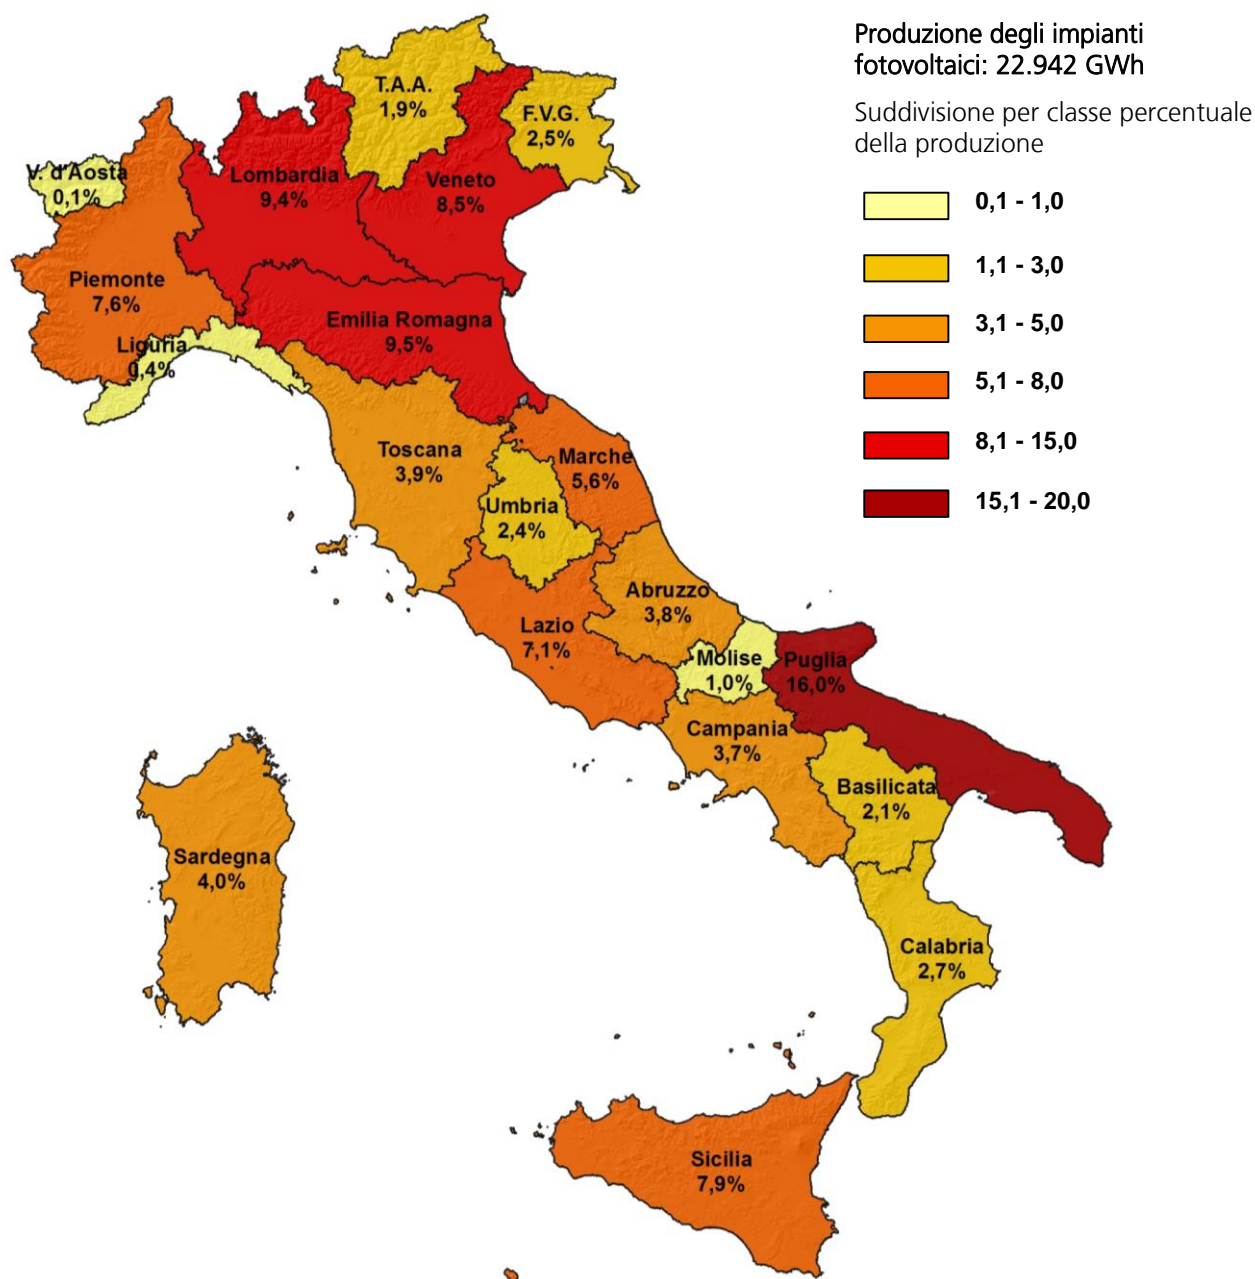 Produzione degli impianti
fotovoltaici: 22.942 GWh
Suddivisione per classe percentuale
della produzione
0,1 - 1,0
1,1 - 3,0
3,1 - 5,0
5,1 - 8,0
8,1 - 15,0
15,1 - 20,0
T.A.A.
1,9%
F.V.G.
2,5%
V. d'Aosta
0,1%
Lombardia
9,4%
Veneto
8,5%
Piemonte
7,6%
Emilia Romagna
9,5%
Liguria
0,4%
Toscana
3,9%
Marche
5,6%
Umbria
2,4%
Abruzzo
3,8%
Lazio
7,1%
Molise
1,0%
Puglia
16,0%
Campania
3,7%
Basilicata
2,1%
Sardegna
4,0%
Calabria
2,7%
Sicilia
7,9%